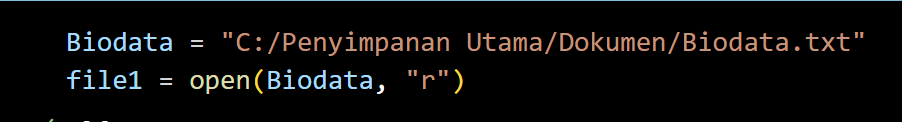 Biodata = "C:/Penyimpanan Utama/Dokumen/Biodata.txt"
file1 = open(Biodata, "r")